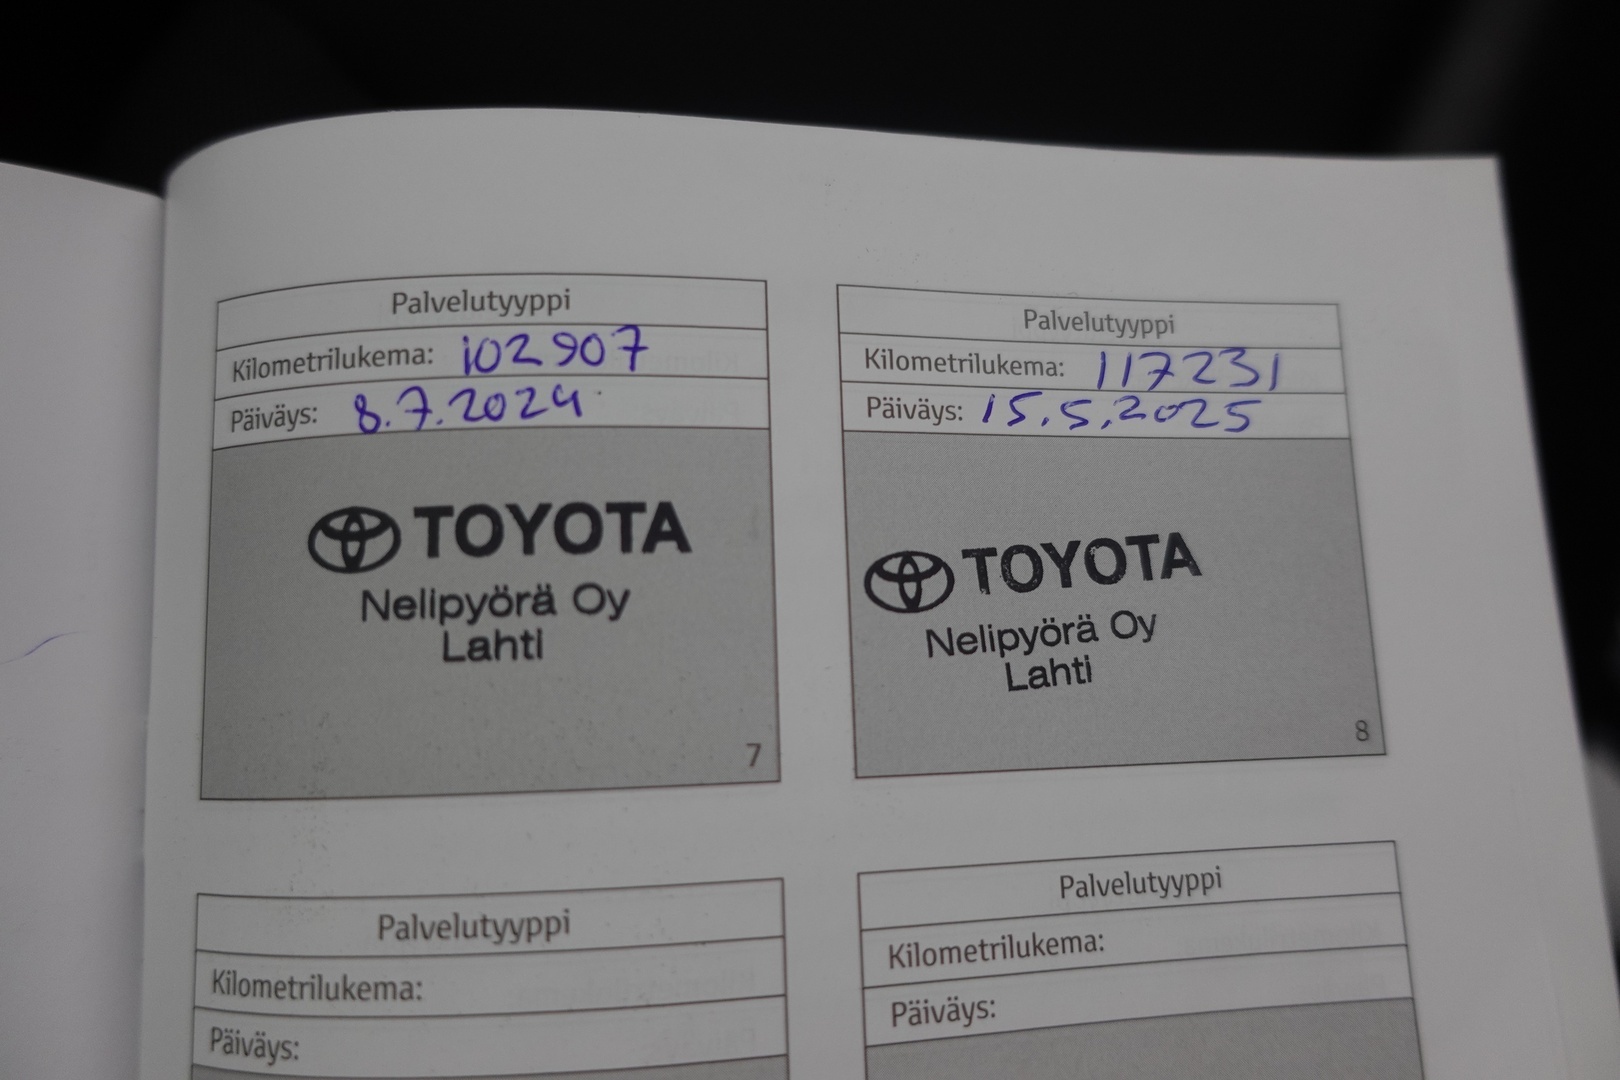 Palvelutyyppi
Kilometrilukema: 102907
Päiväys: 8.7.2024
TOYOTA
Nelipyörä Oy
Lahti
7
Palvelutyyppi
Kilometrilukema: 117231
Päiväys: 15.5.2025
TOYOTA
Nelipyörä Oy
Lahti
8
Palvelutyyppi
Kilometrilukema:
Päiväys:
Palvelutyyppi
Kilometrilukema:
Päiväys: